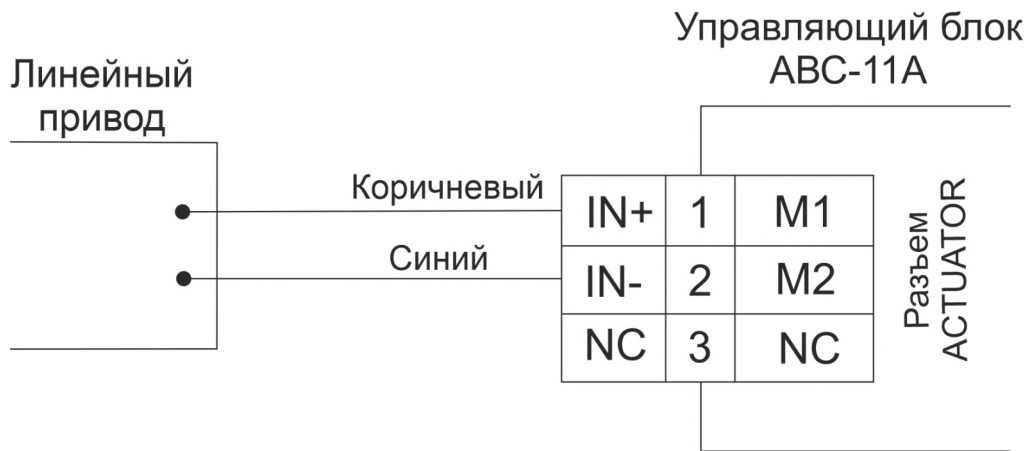 Управляющий блок
ABC-11A
Линейный
привод
Коричневый
IN+ 1 M1
Синий
IN- 2 M2
NC 3 NC
Разъем
ACTUATOR